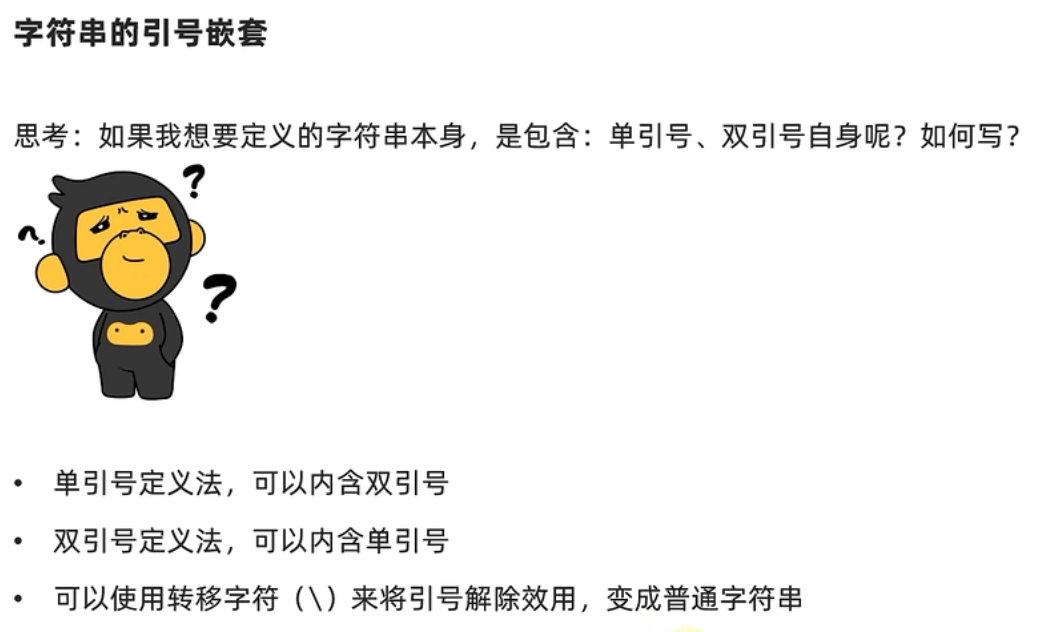 字符串的引号嵌套
思考：如果我想要定义的字符串本身，是包含：单引号、双引号自身呢？如何写？
?
?
?
• 单引号定义法，可以内含双引号
• 双引号定义法，可以内含单引号
• 可以使用转移字符（\）来将引号解除效用，变成普通字符串